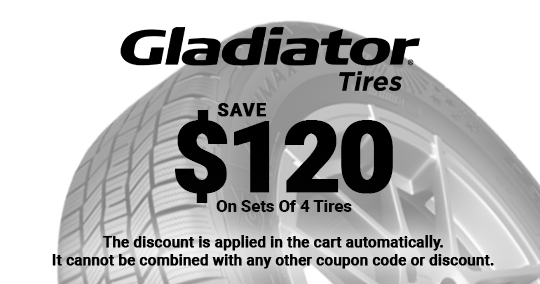 Gladiator®
Tires
SAVE
$120
On Sets Of 4 Tires
The discount is applied in the cart automatically.
It cannot be combined with any other coupon code or discount.